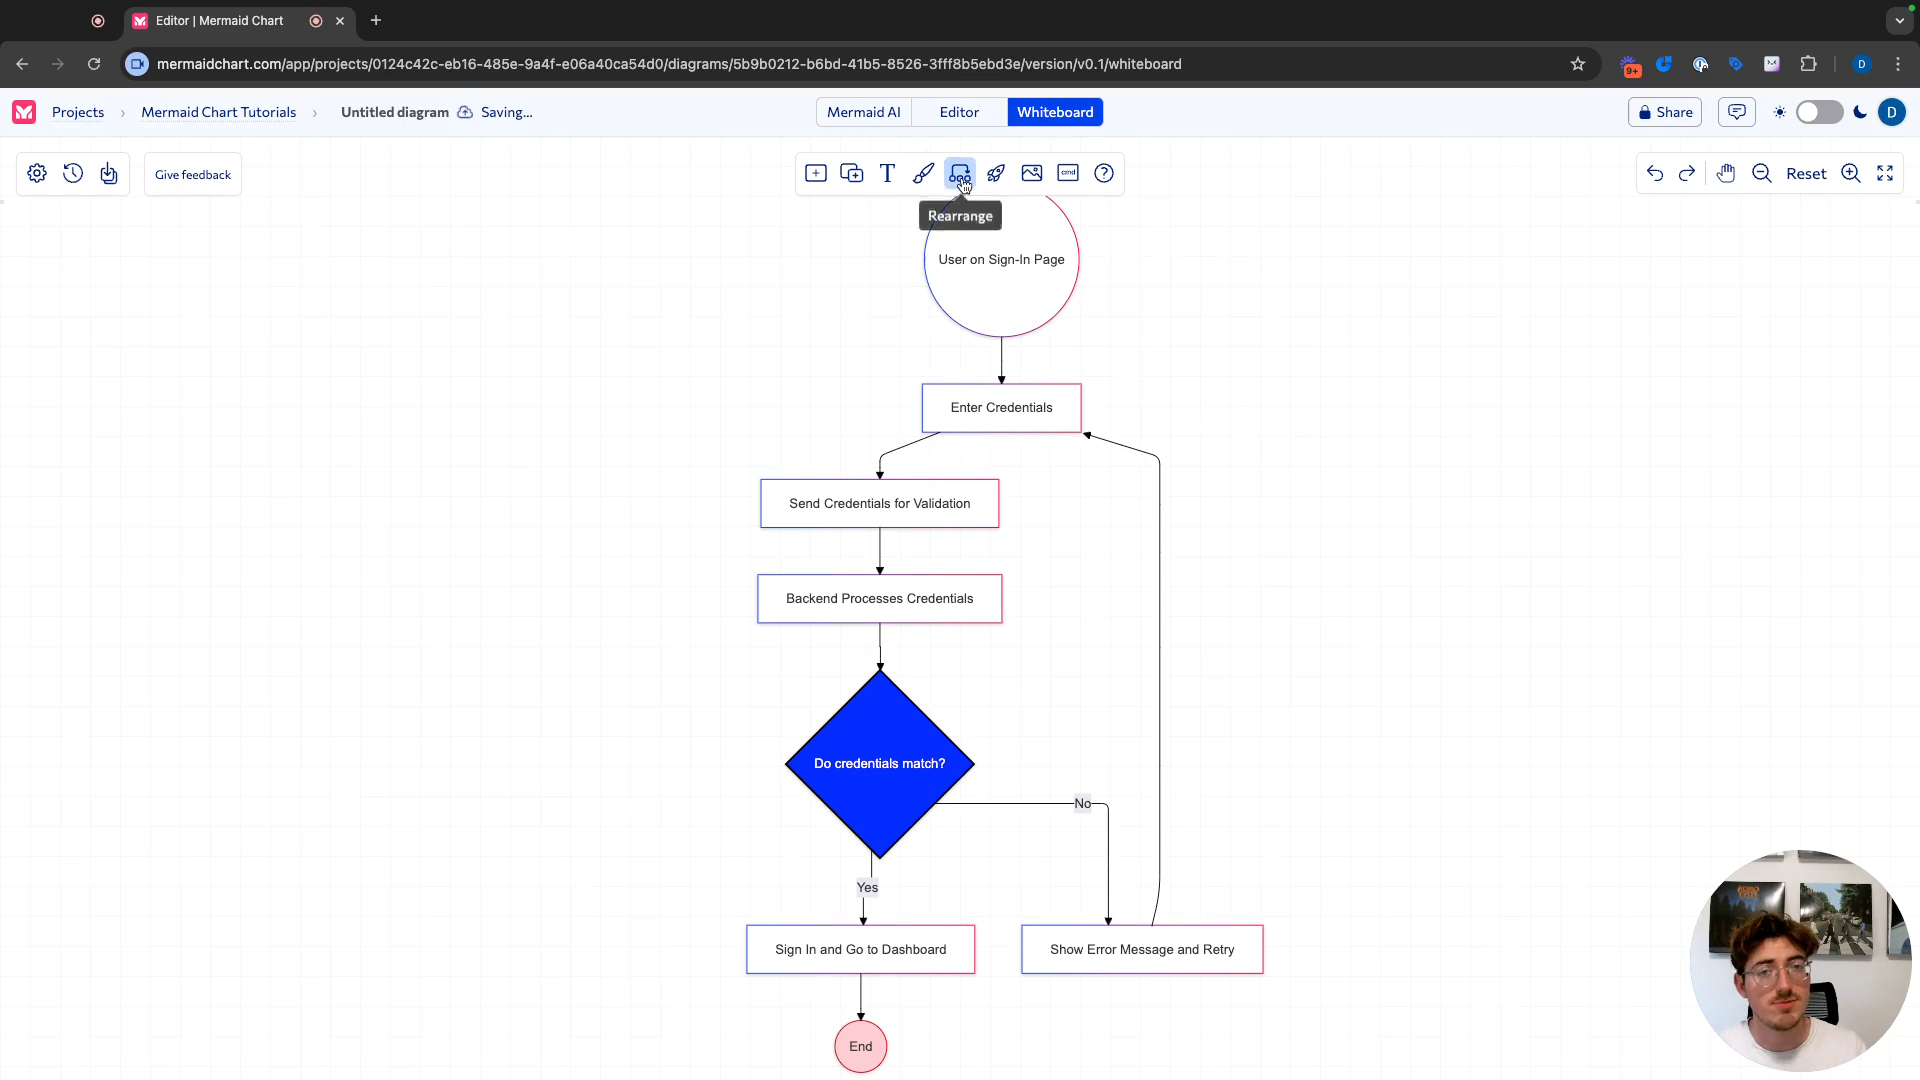 Editor | Mermaid Chart
mermaidchart.com/app/projects/0124c42c-eb16-485e-9a4f-e06a40ca54d0/diagrams/5b9b0212-b6bd-41b5-8526-3fff8b5ebd3e/version/v0.1/whiteboard
9+
D
Projects
Mermaid Chart Tutorials
Untitled diagram
Saving...
Mermaid AI
Editor
Whiteboard
Share
D
Give feedback
T
cmd
Reset
Rearrange
User on Sign-In Page
Enter Credentials
Send Credentials for Validation
Backend Processes Credentials
Do credentials match?
No
Yes
Sign In and Go to Dashboard
Show Error Message and Retry
End